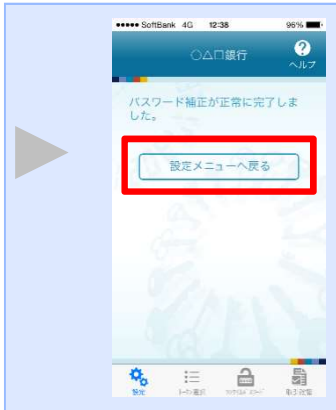 SoftBank 4G 12:38 96%
○△□銀行
?
ヘルプ
パスワード補正が正常に完了しま
した。
設定メニューへ戻る
設定